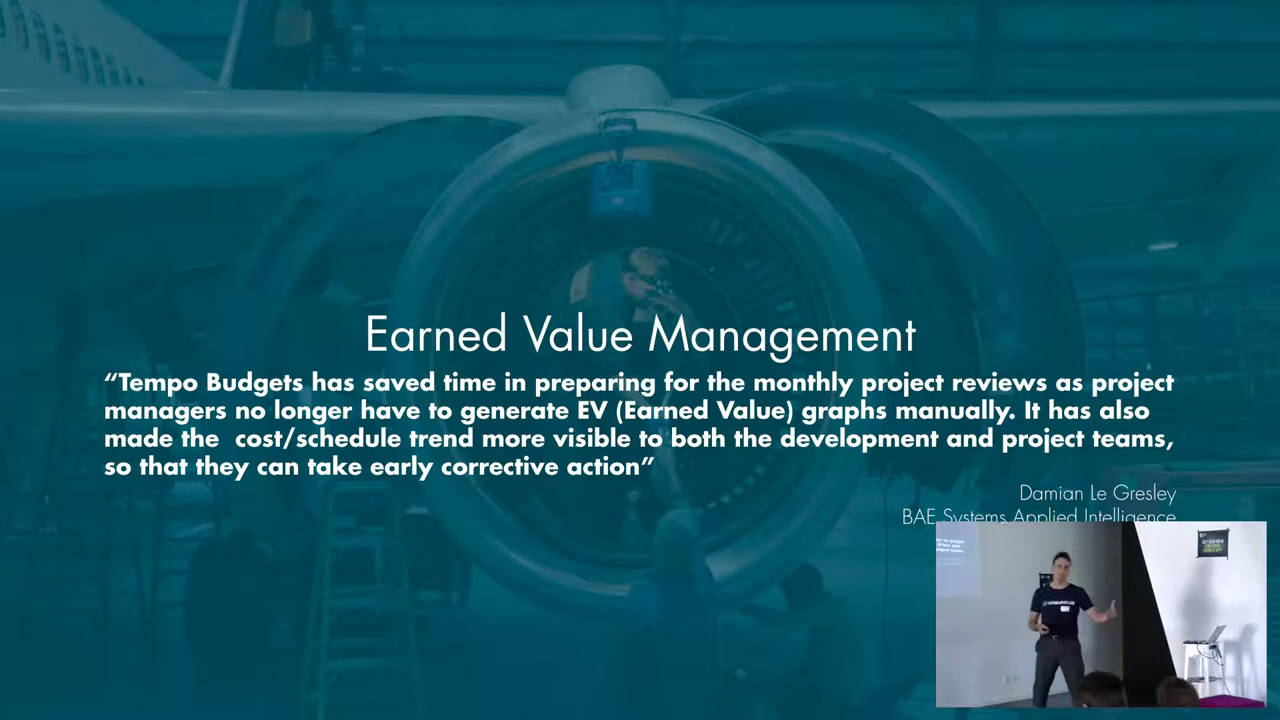 Earned Value Management
“Tempo Budgets has saved time in preparing for the monthly project reviews as project
managers no longer have to generate EV (Earned Value) graphs manually. It has also
made the  cost/schedule trend more visible to both the development and project teams,
so that they can take early corrective action”
Damian Le Gresley
BAE Systems Applied Intelligence